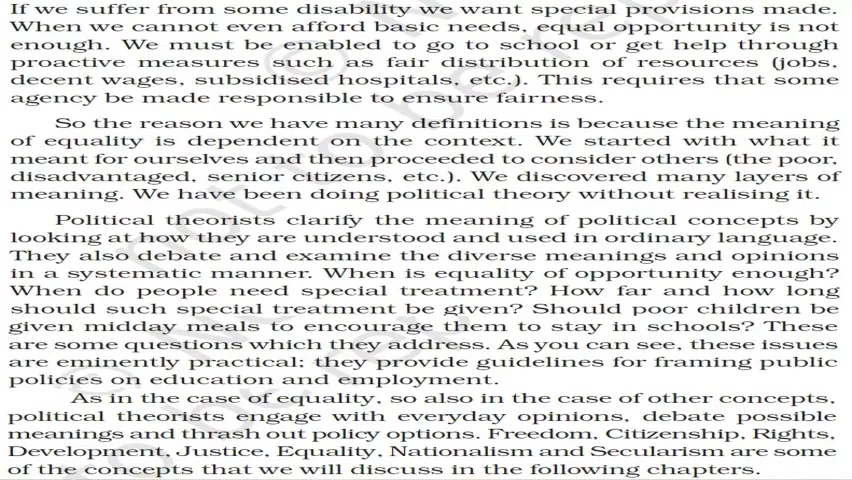 If we suffer from some disability we want special provisions made.
When we cannot even afford basic needs, equal opportunity is not
enough. We must be enabled to go to school or get help through
proactive measures such as fair distribution of resources (jobs,
decent wages, subsidised hospitals, etc.). This requires that some
agency be made responsible to ensure fairness.
So the reason we have many definitions is because the meaning
of equality is dependent on the context. We started with what it
meant for ourselves and then proceeded to consider others (the poor,
disadvantaged, senior citizens, etc.). We discovered many layers of
meaning. We have been doing political theory without realising it.
Political theorists clarify the meaning of political concepts by
looking at how they are understood and used in ordinary language.
They also debate and examine the diverse meanings and opinions
in a systematic manner. When is equality of opportunity enough?
When do people need special treatment? How far and how long
should such special treatment be given? Should poor children be
given midday meals to encourage them to stay in schools? These
are some questions which they address. As you can see, these issues
are eminently practical; they provide guidelines for framing public
policies on education and employment.
As in the case of equality, so also in the case of other concepts,
political theorists engage with everyday opinions, debate possible
meanings and thrash out policy options. Freedom, Citizenship, Rights,
Development, Justice, Equality, Nationalism and Secularism are some
of the concepts that we will discuss in the following chapters.